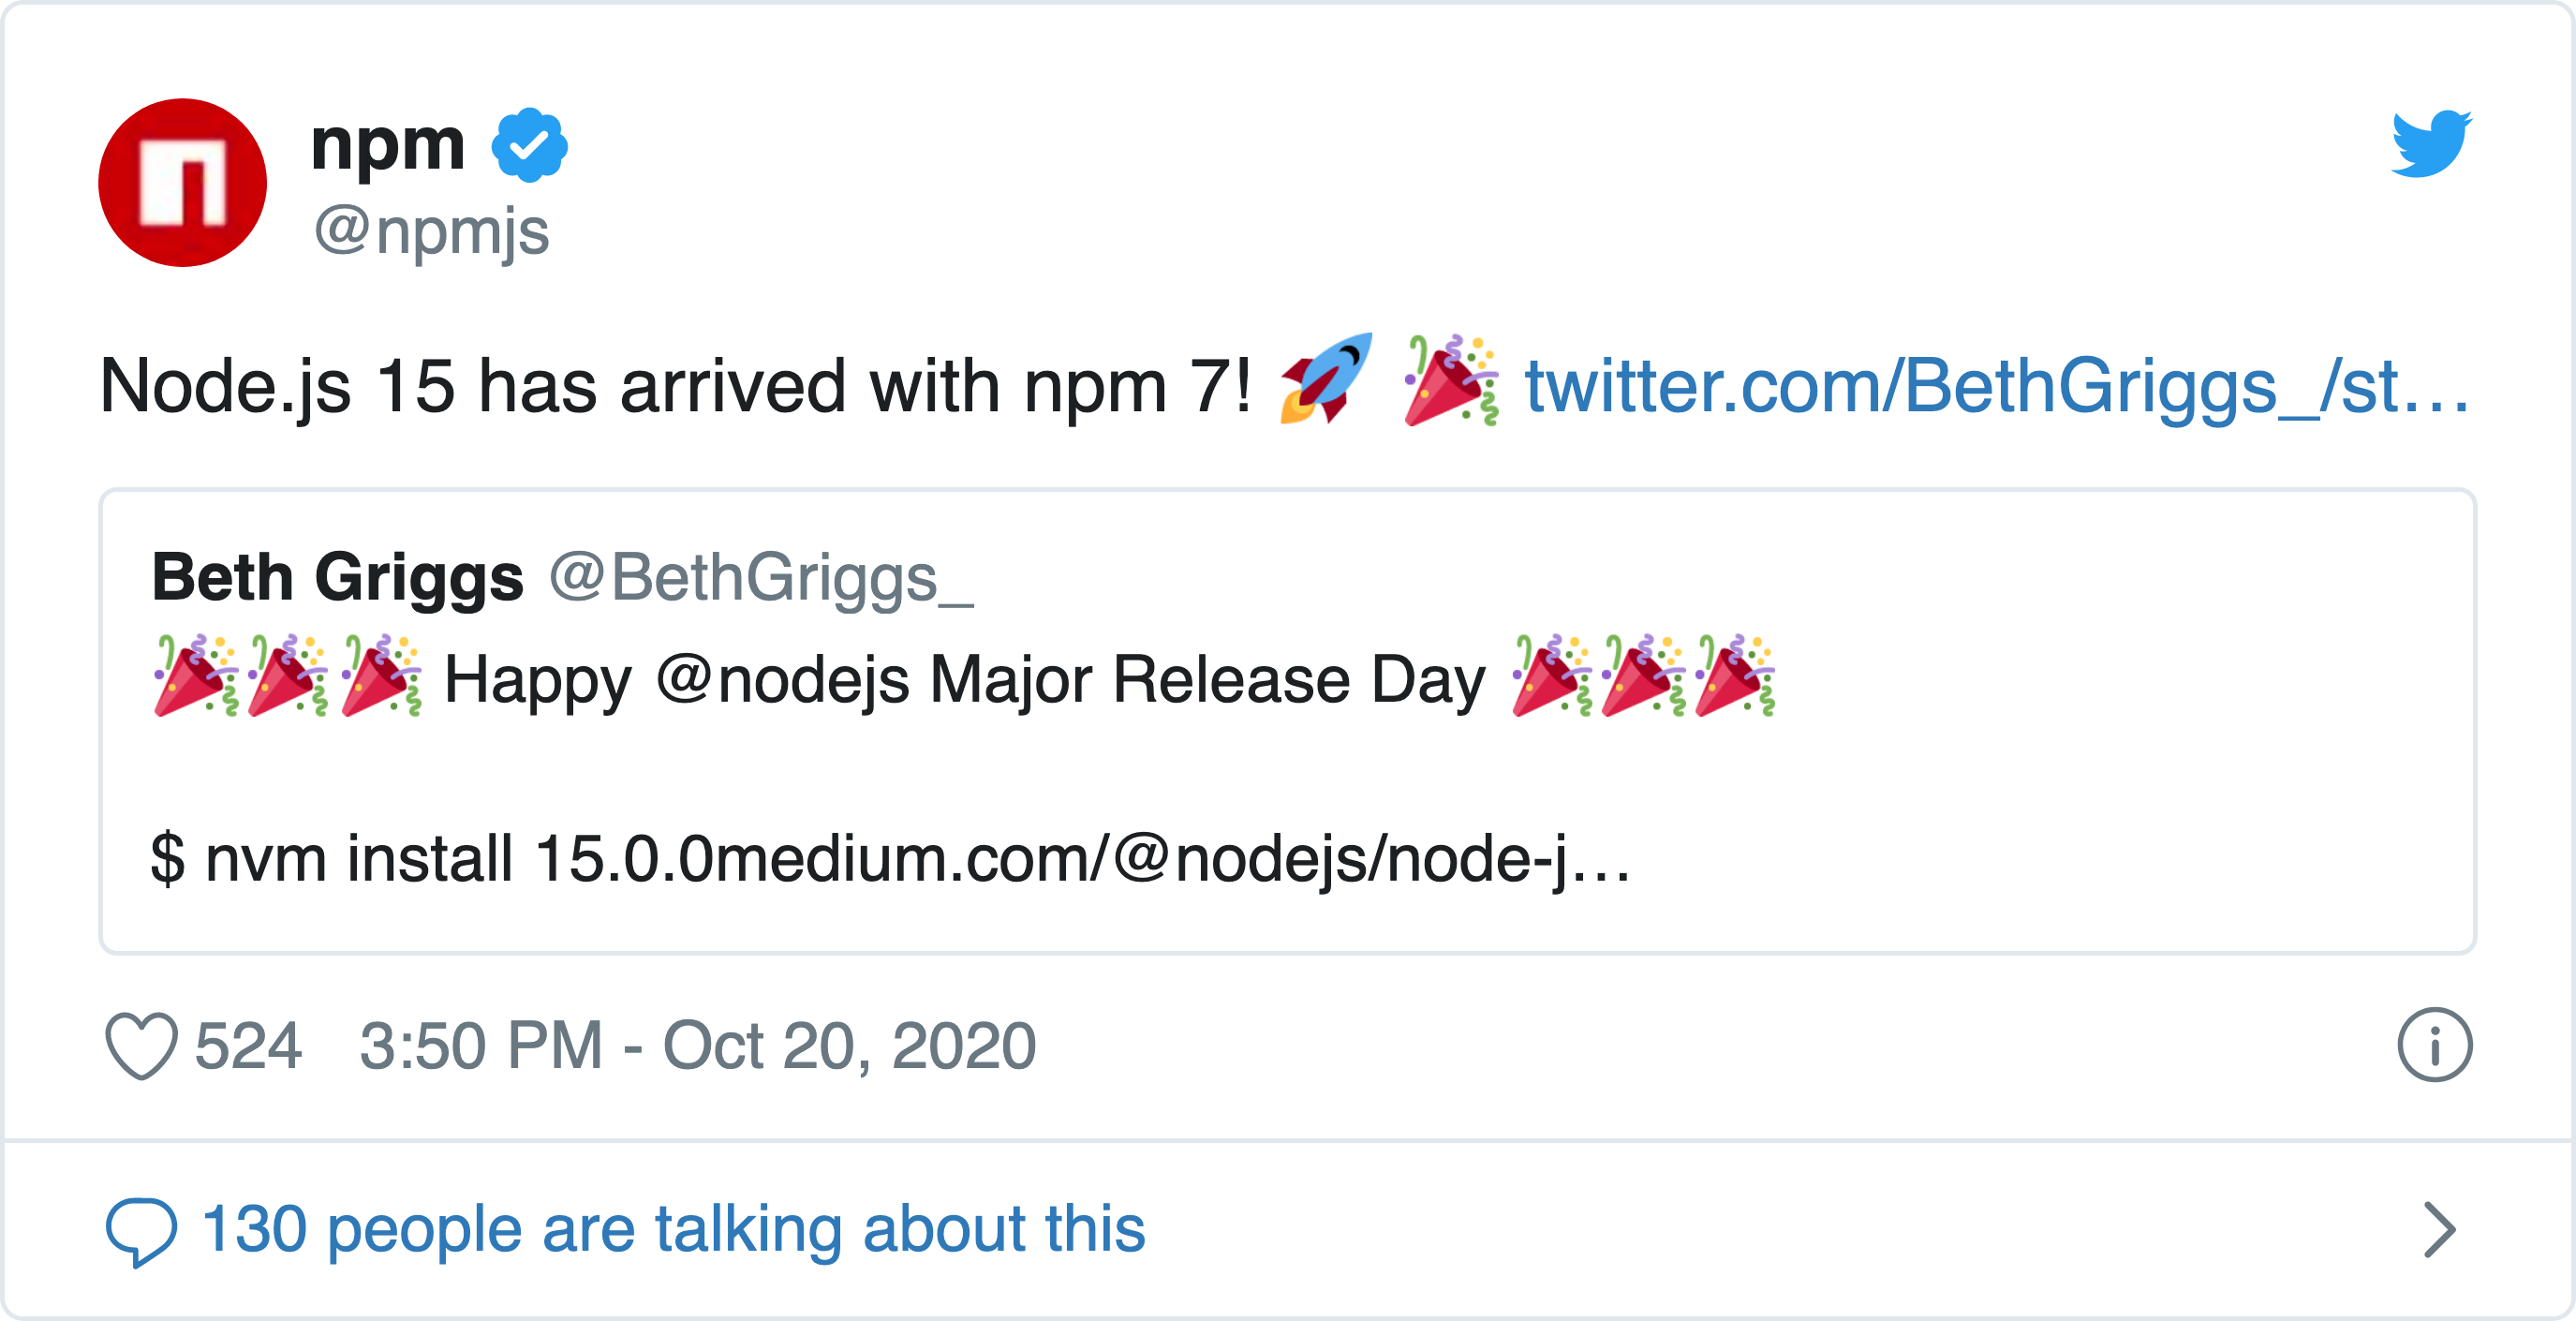 npm
@npmjs
Node.js 15 has arrived with npm 7! 🚀 🎉 twitter.com/BethGriggs_/st…
Beth Griggs @BethGriggs_
🎉🎉🎉 Happy @nodejs Major Release Day 🎉🎉🎉
$ nvm install 15.0.0medium.com/@nodejs/node-j…
524 3:50 PM - Oct 20, 2020
130 people are talking about this